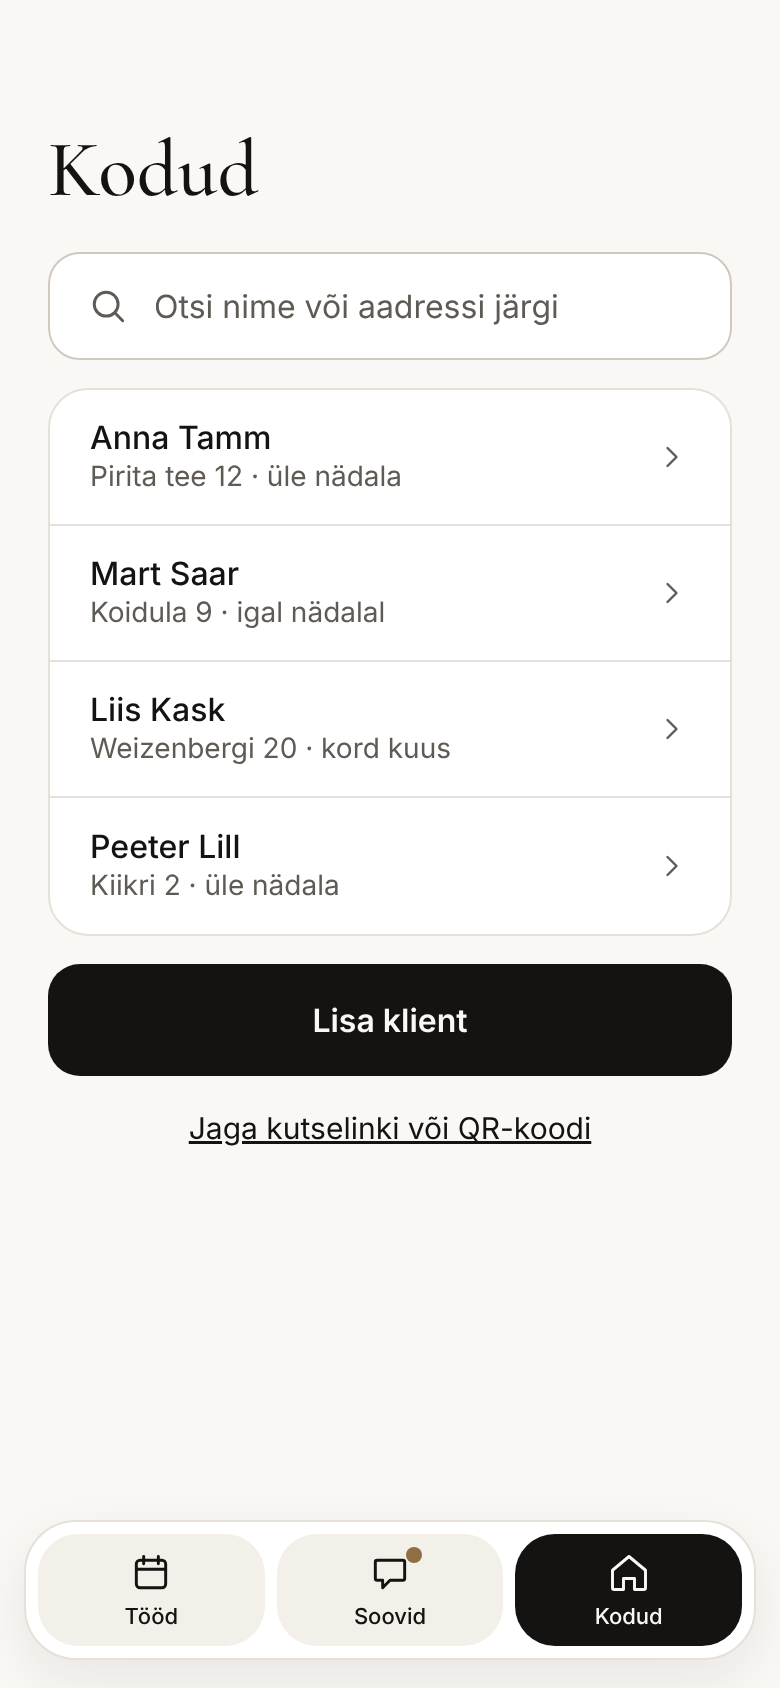 Kodud
Otsi nime või aadressi järgi
Anna Tamm
Pirita tee 12 · üle nädala
Mart Saar
Koidula 9 · igal nädalal
Liis Kask
Weizenbergi 20 · kord kuus
Peeter Lill
Kiikri 2 · üle nädala
Lisa klient
Jaga kutselinki või QR-koodi
Tööd
Soovid
Kodud